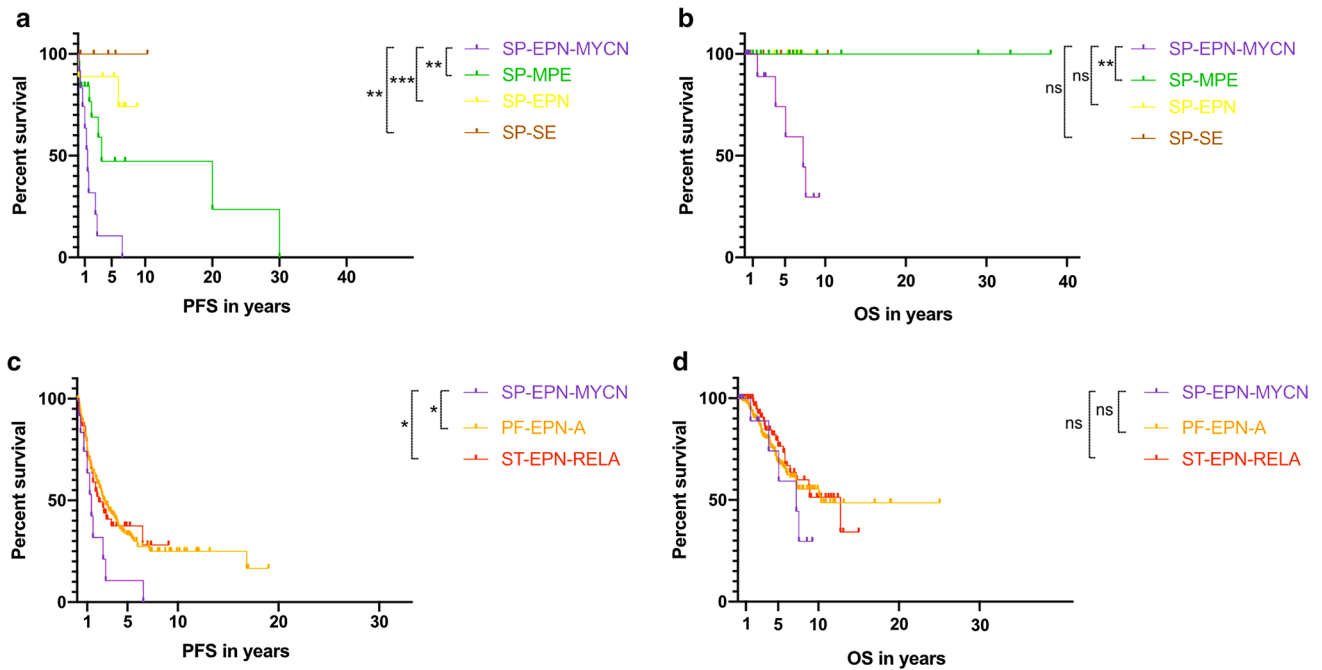 a
100
50
0
Percent survival
1 5 10 20 30 40
PFS in years
** *** **
SP-EPN-MYCN
SP-MPE
SP-EPN
SP-SE
b
100
50
0
Percent survival
1 5 10 20 30 40
OS in years
ns ns **
SP-EPN-MYCN
SP-MPE
SP-EPN
SP-SE
c
100
50
0
Percent survival
1 5 10 20 30
PFS in years
* *
SP-EPN-MYCN
PF-EPN-A
ST-EPN-RELA
d
100
50
0
Percent survival
1 5 10 20 30
OS in years
ns ns
SP-EPN-MYCN
PF-EPN-A
ST-EPN-RELA